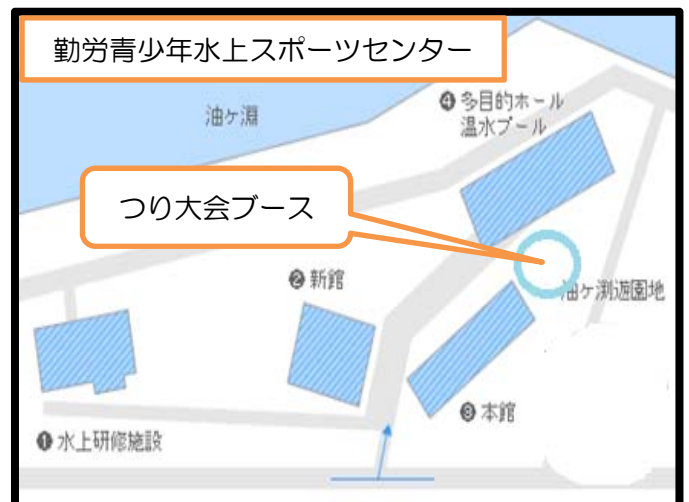 勤労青少年水上スポーツセンター
油ヶ淵
❹ 多目的ホール
温水プール
つり大会ブース
❷ 新館
油ヶ渕遊園地
❸ 本館
❶ 水上研修施設